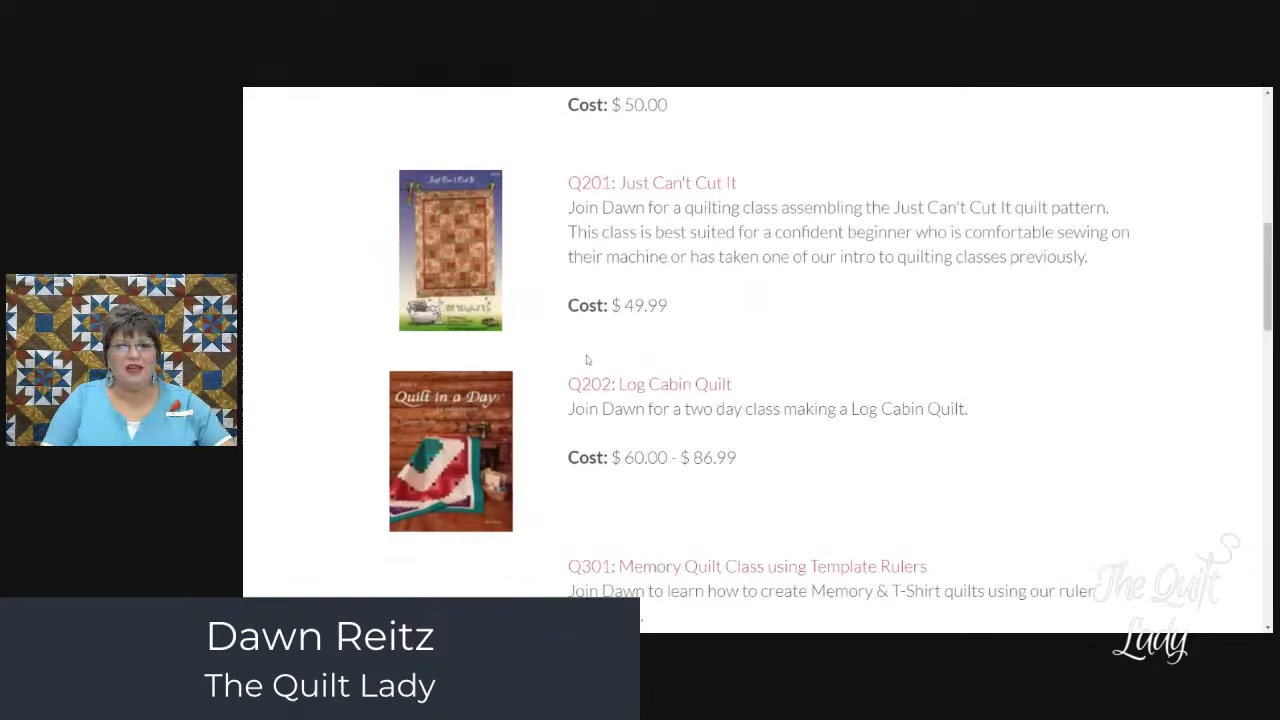 Cost: $ 50.00
Just Can't Cut It
Q201: Just Can't Cut It
Join Dawn for a quilting class assembling the Just Can't Cut It quilt pattern.
This class is best suited for a confident beginner who is comfortable sewing on
their machine or has taken one of our intro to quilting classes previously.
Cost: $ 49.99
Quilt in a Day
Q202: Log Cabin Quilt
Join Dawn for a two day class making a Log Cabin Quilt.
Cost: $ 60.00 - $ 86.99
Q301: Memory Quilt Class using Template Rulers
Join Dawn to learn how to create Memory & T-Shirt quilts using our ruler
The Quilt
Lady
Dawn Reitz
The Quilt Lady